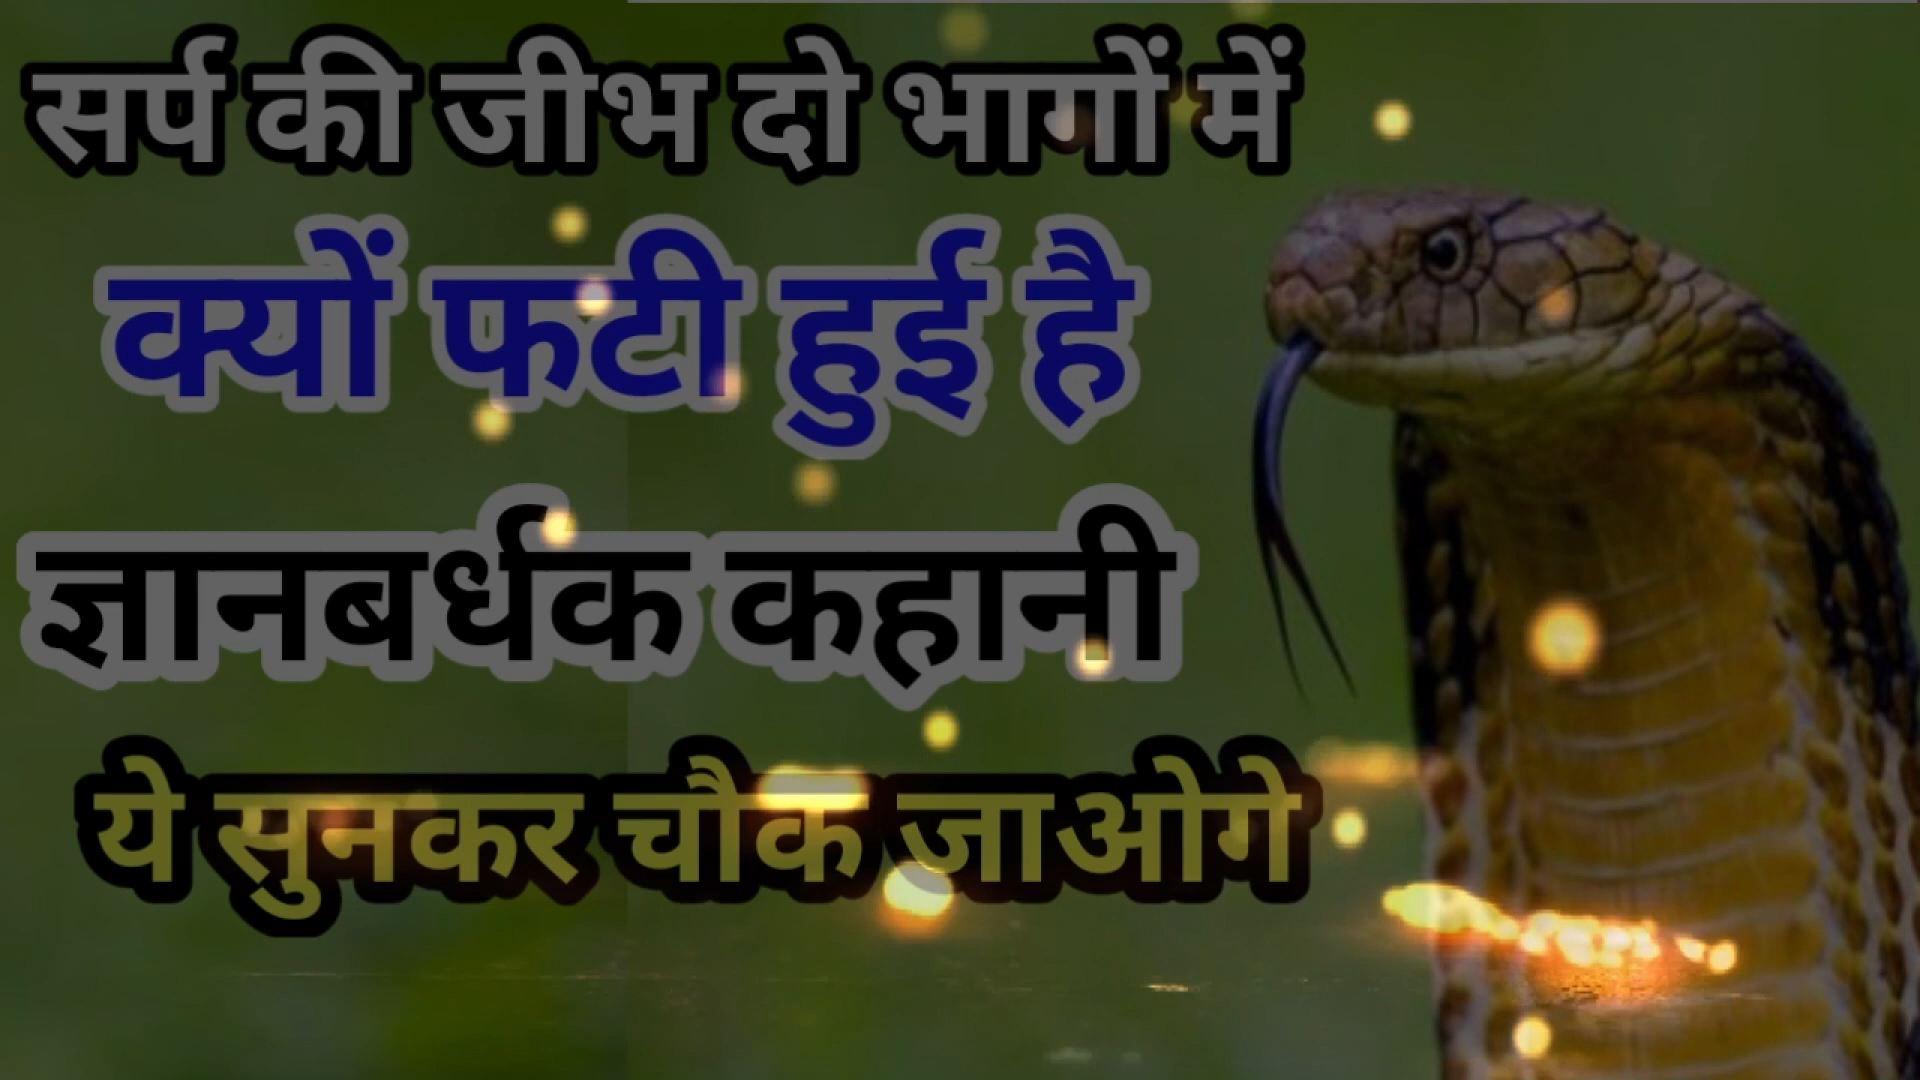 सर्प की जीभ दो भागों में
क्यों फटी हुई है
ज्ञानबर्धक कहानी
ये सुनकर चौक जाओगे